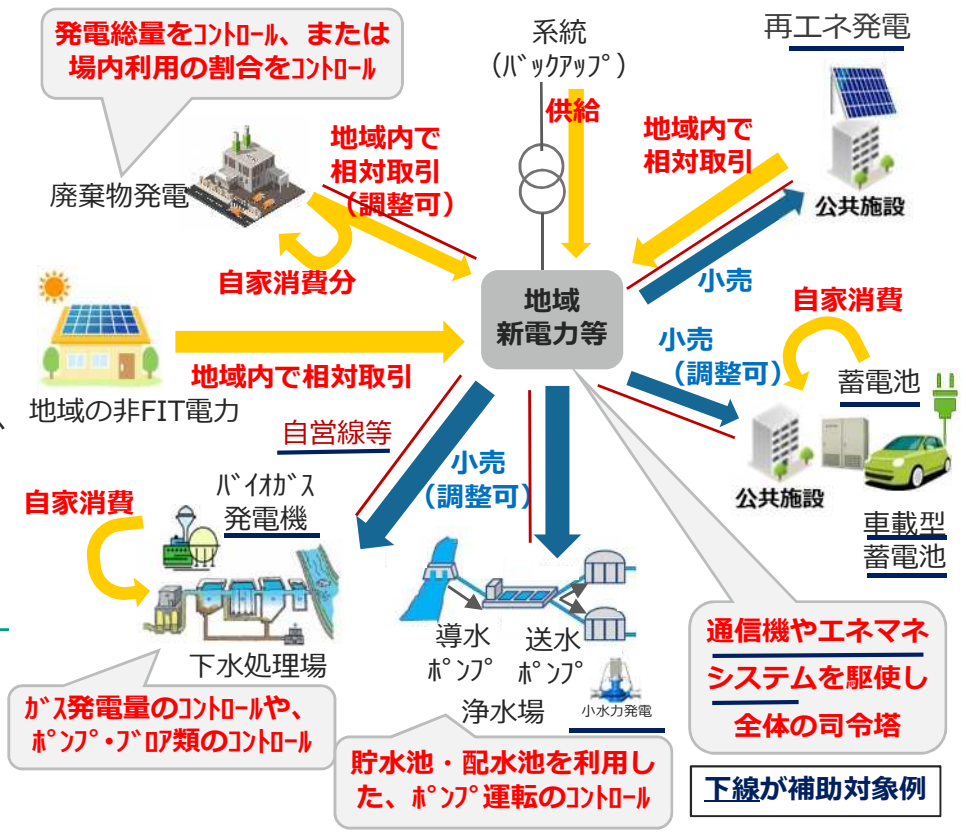 発電総量をｺﾝﾄﾛｰﾙ、または
場内利用の割合をｺﾝﾄﾛｰﾙ
系統
（ﾊﾞｯｸｱｯﾌﾟ）
再エネ発電
供給
地域内で
相対取引
（調整可）
地域内で
相対取引
廃棄物発電
公共施設
自家消費分
小売
地域
新電力等
自家消費
小売
（調整可）
地域内で相対取引
蓄電池
地域の非FIT電力
、
自営線等
小売
（調整可）
自家消費
ﾊﾞｲｵｶﾞｽ
発電機
公共施設
車載型
蓄電池
導水
ﾎﾟﾝﾌﾟ
送水
ﾎﾟﾝﾌﾟ
下水処理場
浄水場
小水力発電
通信機やエネマネ
システムを駆使し
全体の司令塔
ｶﾞｽ発電量のｺﾝﾄﾛｰﾙや、
ﾎﾟﾝﾌﾟ･ﾌﾞﾛｱ類のｺﾝﾄﾛｰﾙ
貯水池・配水池を利用し
た、ﾎﾟﾝﾌﾟ運転のｺﾝﾄﾛｰﾙ
下線が補助対象例